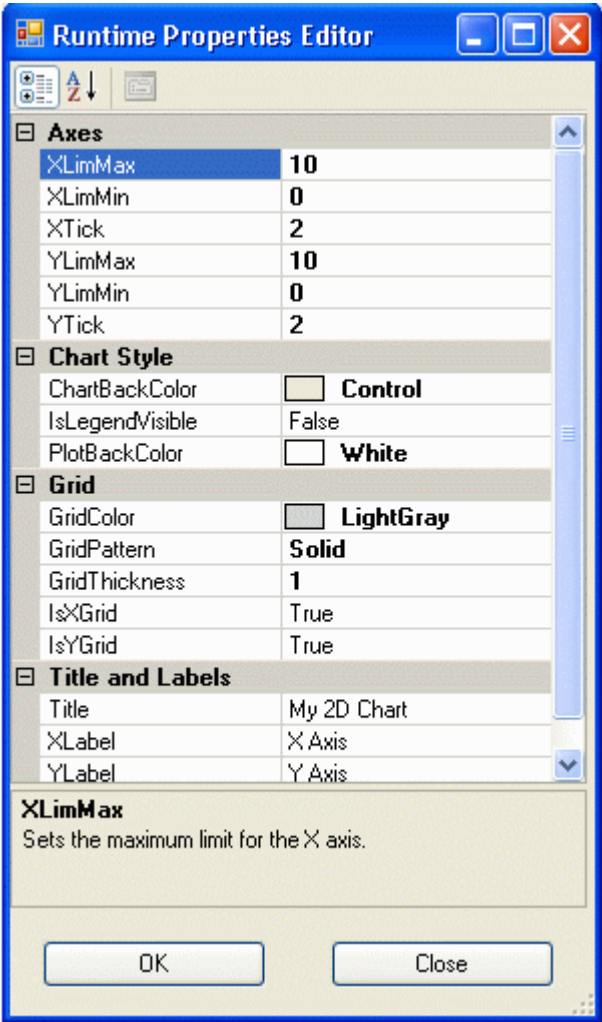 Runtime Properties Editor
AZ
Axes
XLimMax 10
XLimMin 0
XTick 2
YLimMax 10
YLimMin 0
YTick 2
Chart Style
ChartBackColor Control
IsLegendVisible False
PlotBackColor White
Grid
GridColor LightGray
GridPattern Solid
GridThickness 1
IsXGrid True
IsYGrid True
Title and Labels
Title My 2D Chart
XLabel X Axis
YLabel Y Axis
XLimMax
Sets the maximum limit for the X axis.
OK Close